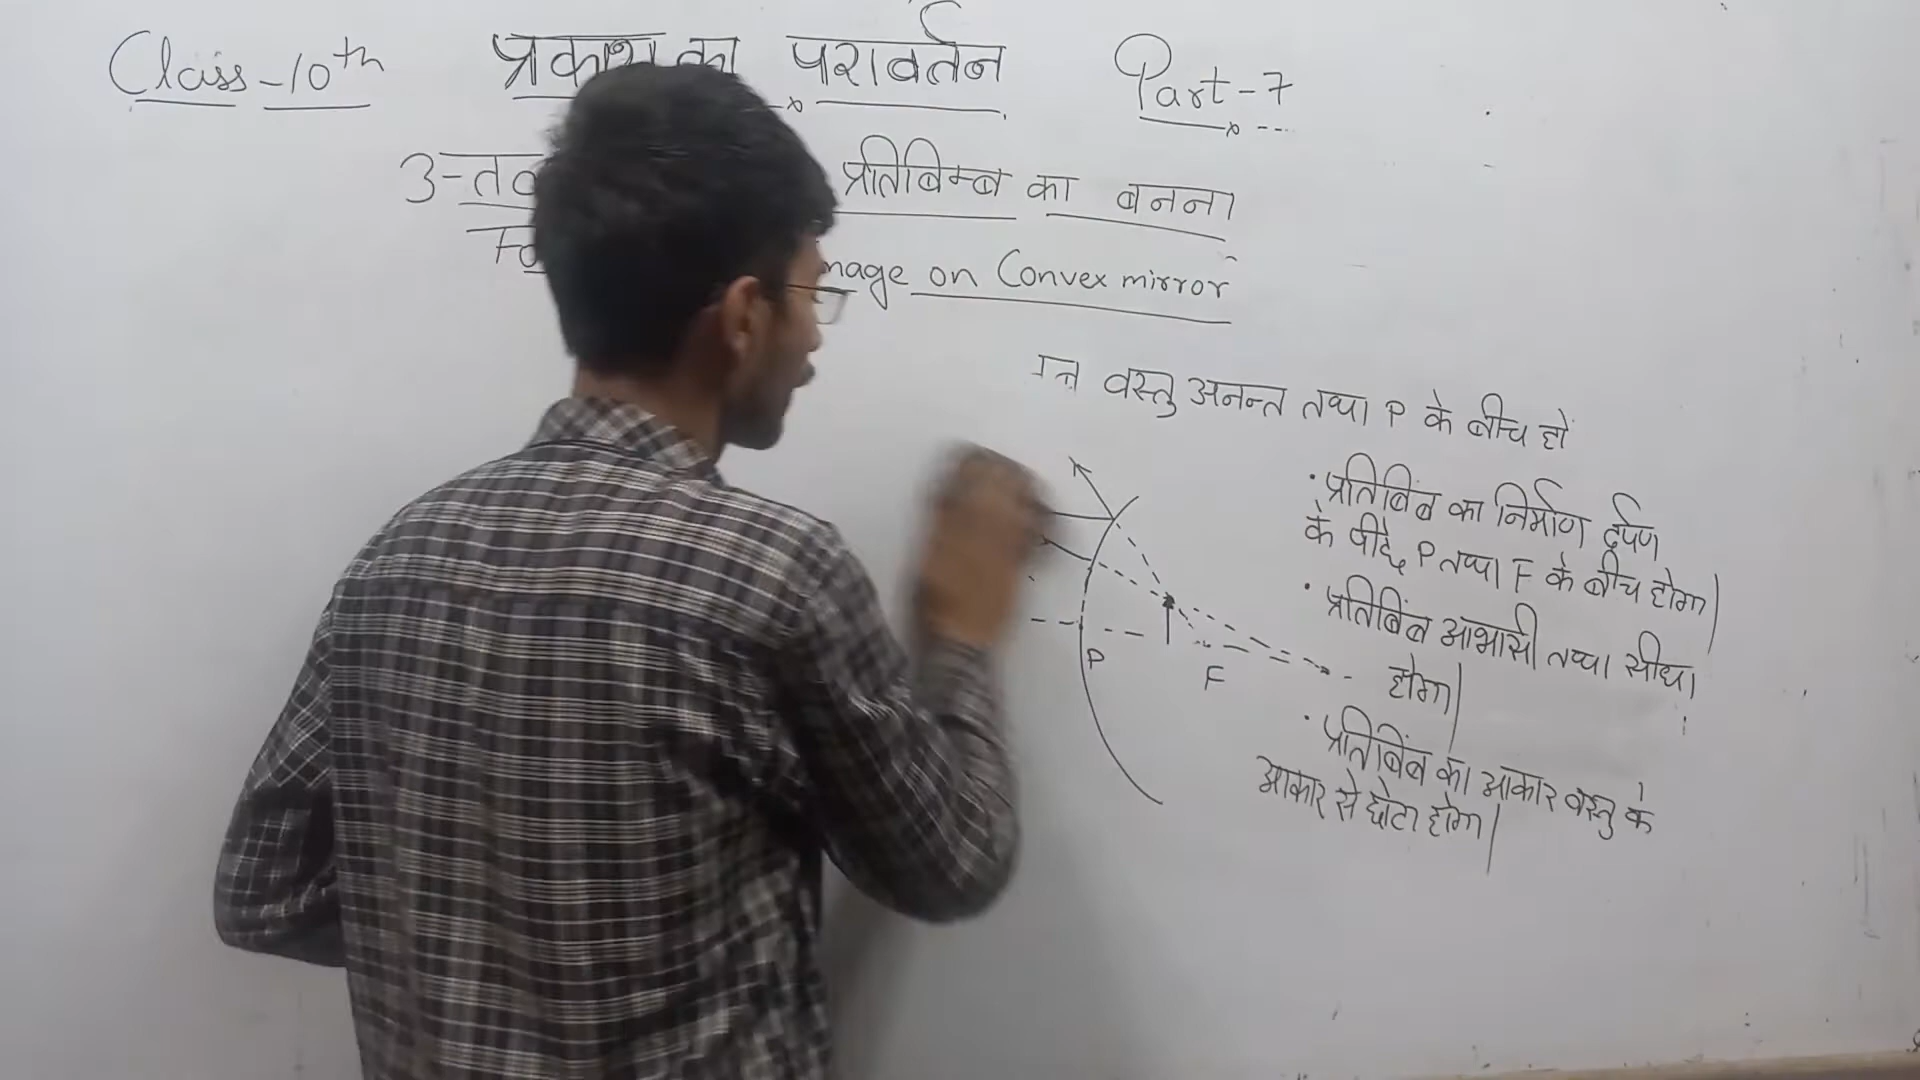 Class-10th प्रकाश का परावर्तन Part-7
प्रतिबिम्ब का बनना
on Convex mirror
वस्तु अनन्त तथा P के बीच हो
• प्रतिबिंब का निर्माण दर्पण
के पीछे P तथा F के बीच होगा|
• प्रतिबिंब आभासी तथा सीधा
होगा|
• प्रतिबिंब का आकार वस्तु के
आकार से छोटा होगा|
P
F